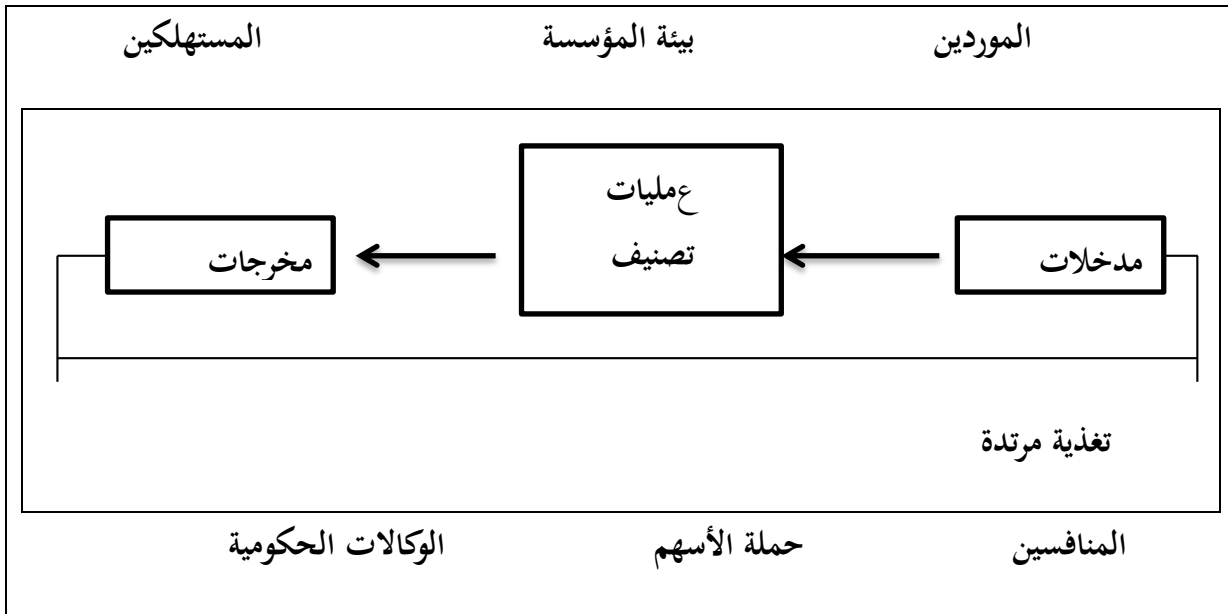 الموردين بيئة المؤسسة المستهلكين
عمليات
تصنيف
مدخلات
مخرجات
تغذية مرتدة
المنافسين حملة الأسهم الوكالات الحكومية